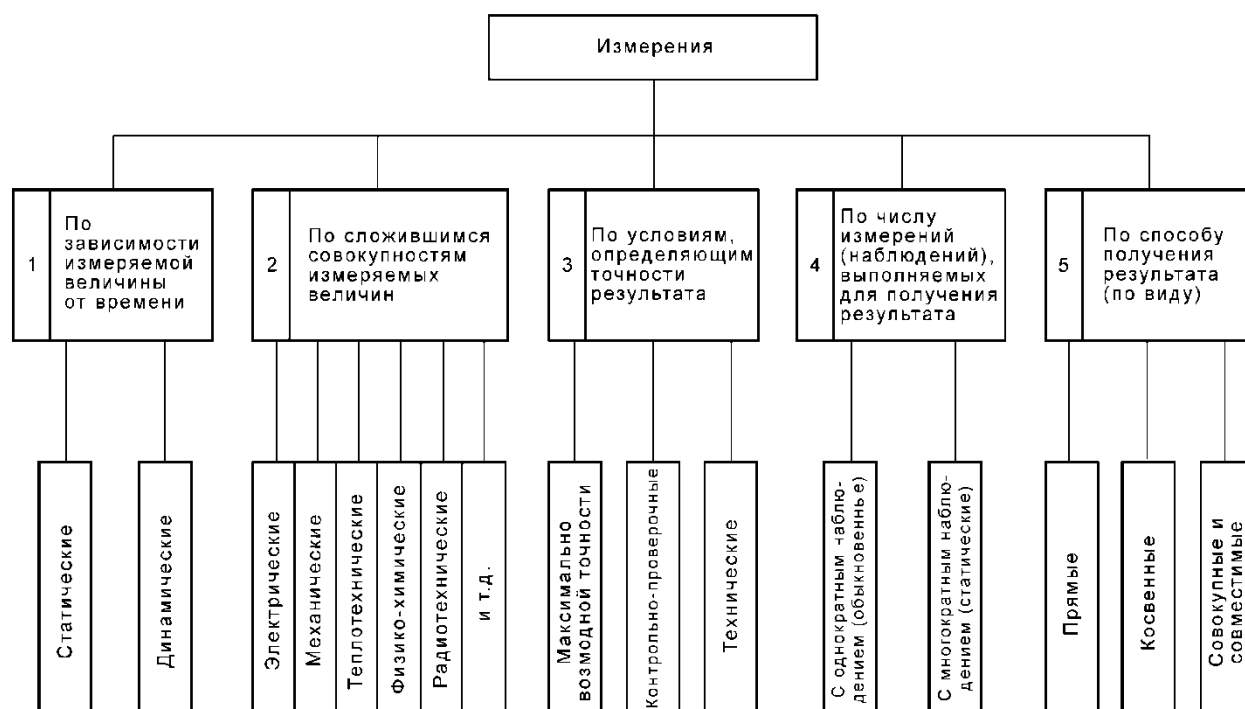 Измерения
1
По
зависимости
измеряемой
величины
от времени
2
По сложившимся
совокупностям
измеряемых
величин
3
По условиям,
определяющим
точности
результата
4
По числу
измерений
(наблюдений),
выполняемых
для получения
результата
5
По способу
получения
результата
(по виду)
Статические
Динамические
Электрические
Механические
Теплотехнические
Физико-химические
Радиотехнические
и т.д.
Максимально
возмодной точности
Контрольно-проверочные
Технические
С однократным наблю-
дением (обыкновенньıе)
С многократным наблю-
дением (статические)
Прямые
Косвенные
Совокупные и
совместимые